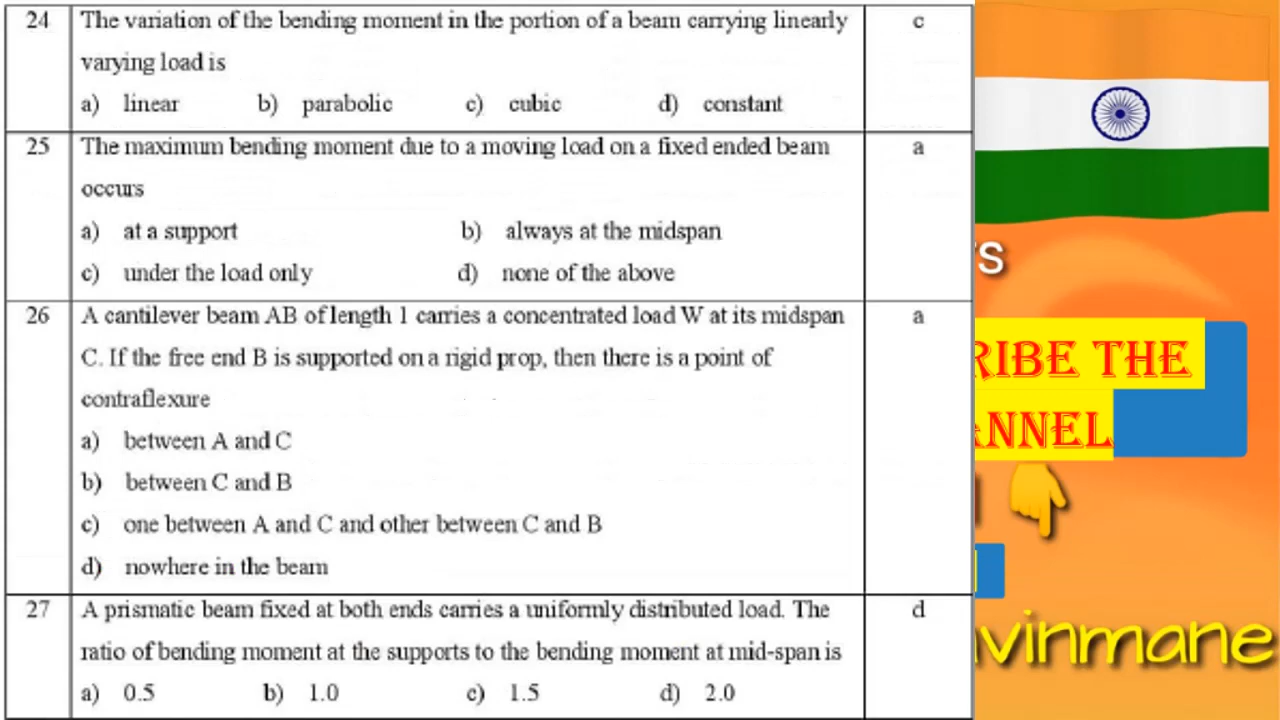 24 The variation of the bending moment in the portion of a beam carrying linearly c
varying load is
a) linear b) parabolic c) cubic d) constant
25 The maximum bending moment due to a moving load on a fixed ended beam a
occurs
a) at a support b) always at the midspan
c) under the load only d) none of the above
26 A cantilever beam AB of length l carries a concentrated load W at its midspan a
C. If the free end B is supported on a rigid prop, then there is a point of
contraflexure
a) between A and C
b) between C and B
c) one between A and C and other between C and B
d) nowhere in the beam
27 A prismatic beam fixed at both ends carries a uniformly distributed load. The d
ratio of bending moment at the supports to the bending moment at mid-span is
a) 0.5 b) 1.0 c) 1.5 d) 2.0
RIBE THE
NNEL
vinmane